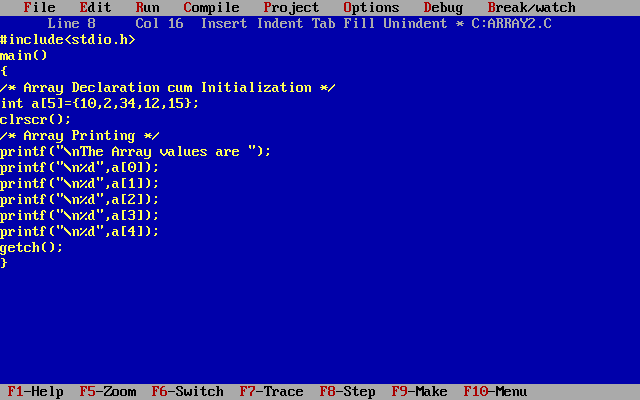 File Edit Run Compile Project Options Debug Break/watch
Line 8 Col 16 Insert Indent Tab Fill Unindent * C:ARRAY2.C
#include<stdio.h>
main()
{
/* Array Declaration cum Initialization */
int a[5]={10,2,34,12,15};
clrscr();
/* Array Printing */
printf("\nThe Array values are ");
printf("\n%d",a[0]);
printf("\n%d",a[1]);
printf("\n%d",a[2]);
printf("\n%d",a[3]);
printf("\n%d",a[4]);
getch();
}
F1-Help F5-Zoom F6-Switch F7-Trace F8-Step F9-Make F10-Menu